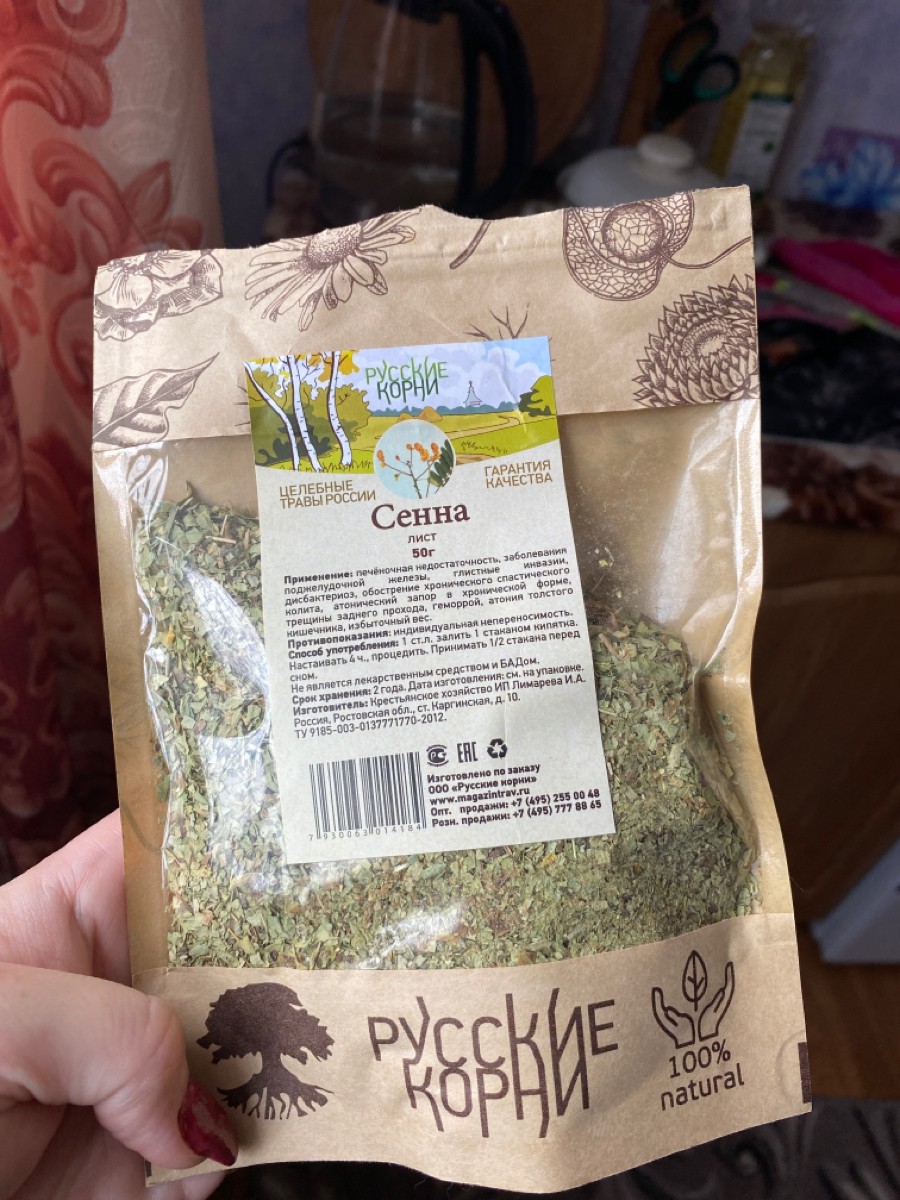 РУССКИЕ
КОРНИ
ЦЕЛЕБНЫЕ
ТРАВЫ РОССИИ
ГАРАНТИЯ
КАЧЕСТВА
Сенна
лист
50г
Применение: печёночная недостаточность, заболевания
поджелудочной железы, глистные инвазии,
дисбактериоз, обострение хронического спастического
колита, атонический запор в хронической форме,
трещины заднего прохода, геморрой, атония толстого
кишечника, избыточный вес.
Противопоказания: индивидуальная непереносимость.
Способ употребления: 1 ст.л. залить 1 стаканом кипятка.
Настаивать 4 ч., процедить. Принимать 1/2 стакана перед
сном.
Не является лекарственным средством и БАДом.
Срок хранения: 2 года. Дата изготовления: см. на упаковке.
Изготовитель: Крестьянское хозяйство ИП Лимарева И.А.
Россия, Ростовская обл., ст. Каргинская, д. 10.
ТУ 9185-003-0137771770-2012.
EAC
Изготовлено по заказу
ООО «Русские корни»
www.magazintrav.ru
Опт. продажи: +7 (495) 255 00 48
Розн. продажи: +7 (495) 777 88 65
7 930063 014184
РУССКИЕ
КОРНИ
100%
natural